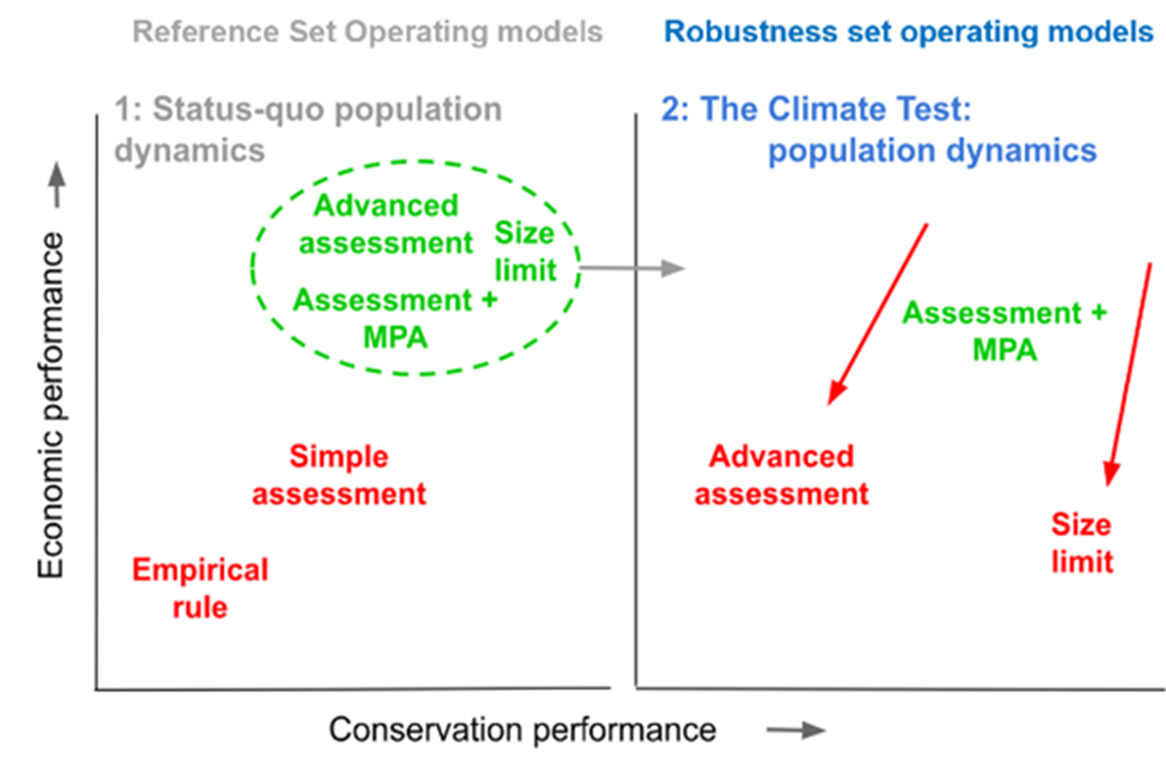 Reference Set Operating models
Robustness set operating models
1: Status-quo population
dynamics
2: The Climate Test:
population dynamics
Economic performance
Advanced
assessment
Size
limit
Assessment +
MPA
Simple
assessment
Empirical
rule
Assessment +
MPA
Advanced
assessment
Size
limit
Conservation performance